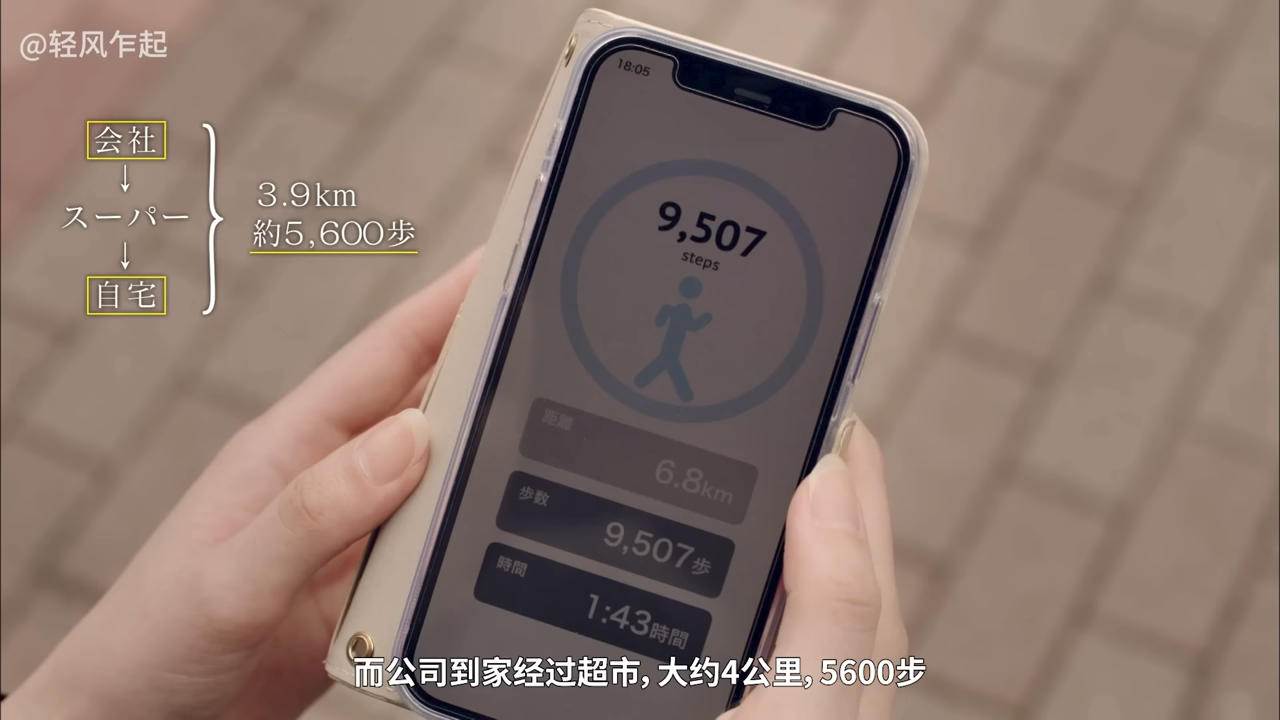 @轻风乍起
会社
↓
スーパー
↓
自宅
3.9km
約5,600歩
18:05
9,507
steps
距離
6.8km
歩数
9,507歩
時間
1:43時間
而公司到家经过超市, 大约4公里, 5600步